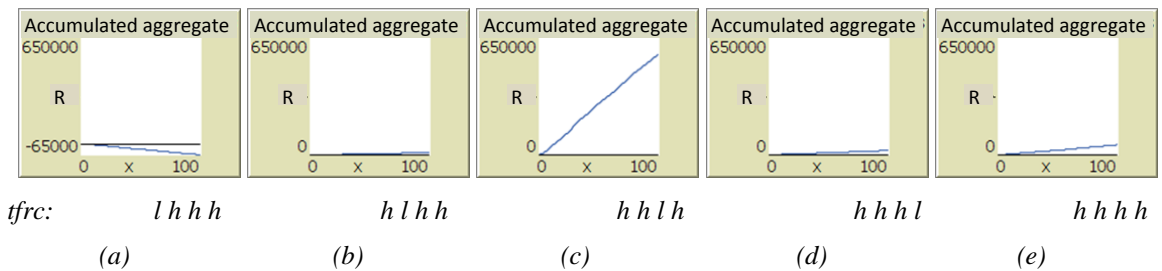 Accumulated aggregate Accumulated aggregate Accumulated aggregate Accumulated aggregate Accumulated aggregate
650000 650000 650000 650000 650000
R R R R R
-65000 0 0 0 0
0 x 100 0 x 100 0 x 100 0 x 100 0 x 100
tfrc: l h h h h l h h h h l h h h h l h h h h
(a) (b) (c) (d) (e)